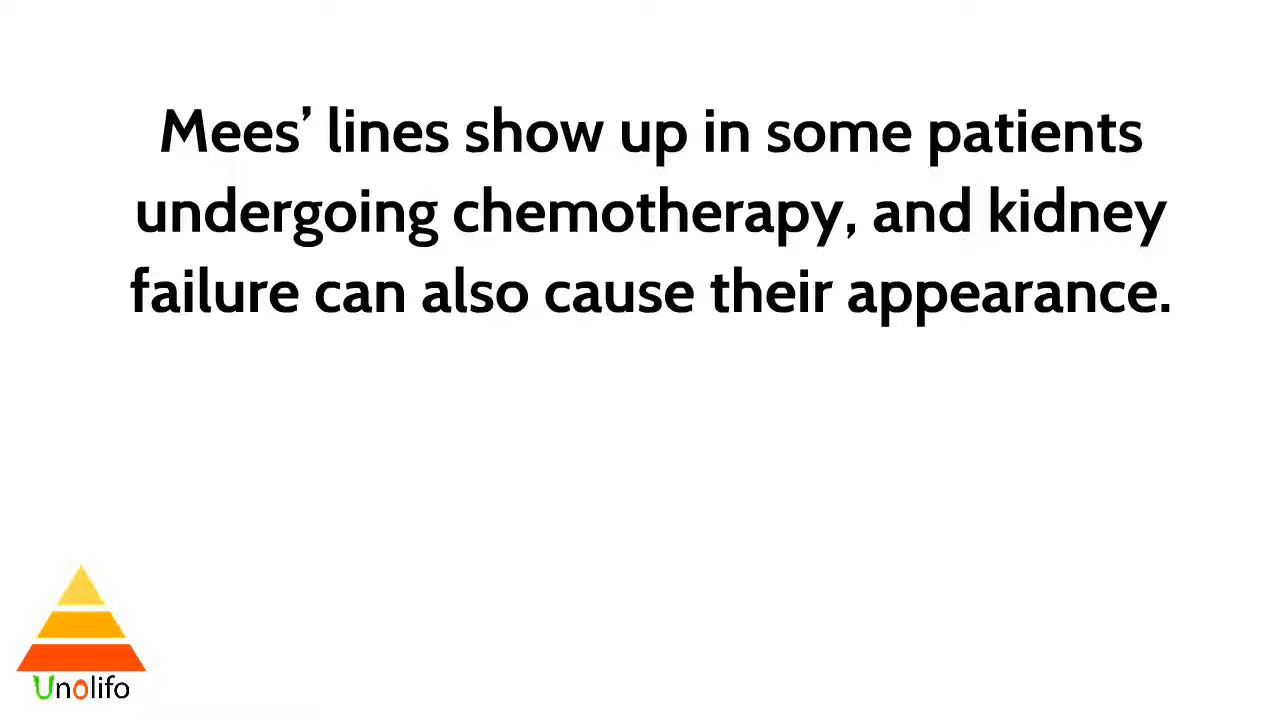 Mees’ lines show up in some patients
undergoing chemotherapy, and kidney
failure can also cause their appearance.
Unolifo